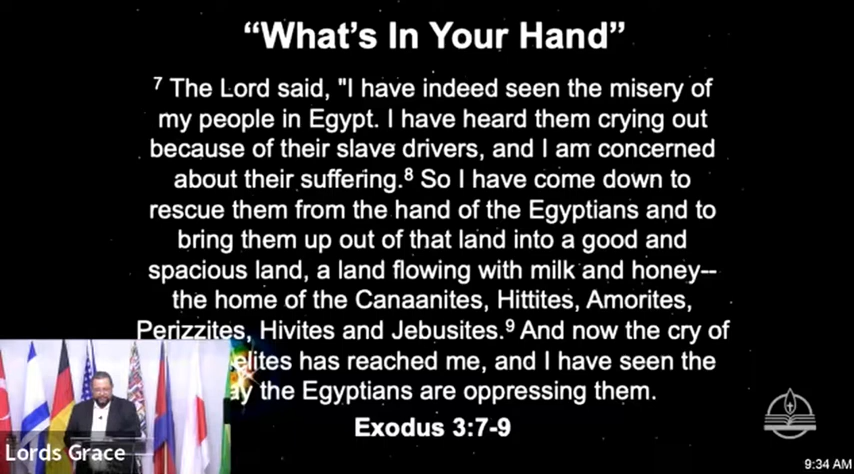 “What’s In Your Hand”
7 The Lord said, "I have indeed seen the misery of
my people in Egypt. I have heard them crying out
because of their slave drivers, and I am concerned
about their suffering.8 So I have come down to
rescue them from the hand of the Egyptians and to
bring them up out of that land into a good and
spacious land, a land flowing with milk and honey--
the home of the Canaanites, Hittites, Amorites,
Perizzites, Hivites and Jebusites.9 And now the cry of
elites has reached me, and I have seen the
ay the Egyptians are oppressing them.
Exodus 3:7-9
Lords Grace
9:34 AM